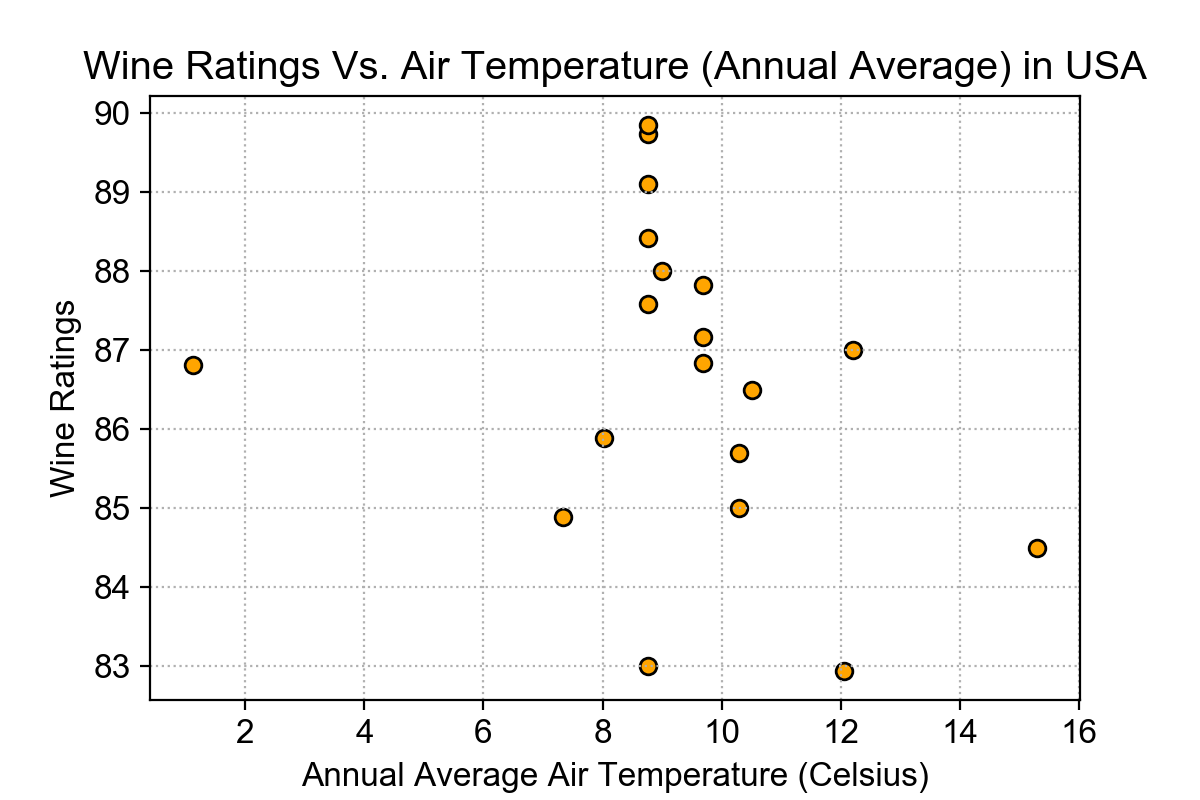 Wine Ratings Vs. Air Temperature (Annual Average) in USA
90
89
88
87
86
85
84
83
Wine Ratings
2 4 6 8 10 12 14 16
Annual Average Air Temperature (Celsius)